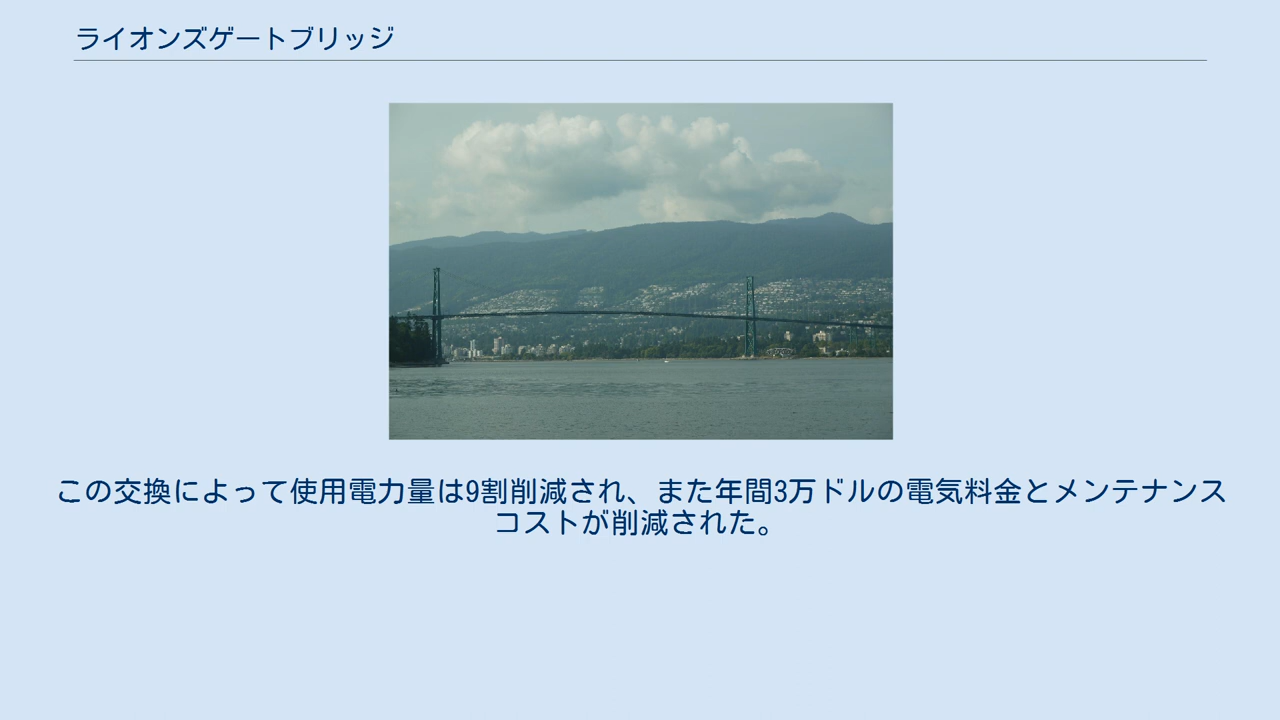 ライオンズゲートブリッジ
この交換によって使用電力量は9割削減され、また年間3万ドルの電気料金とメンテナンス
コストが削減された。